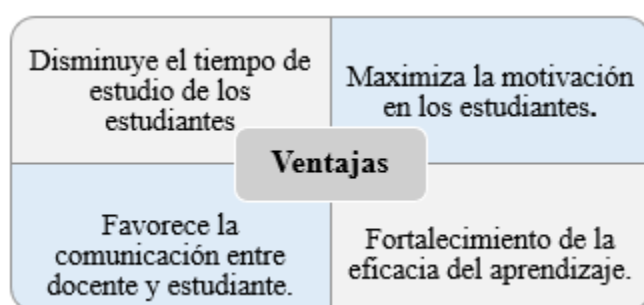 Disminuye el tiempo de
estudio de los
estudiantes
Maximiza la motivación
en los estudiantes.
Ventajas
Favorece la
comunicación entre
docente y estudiante.
Fortalecimiento de la
eficacia del aprendizaje.